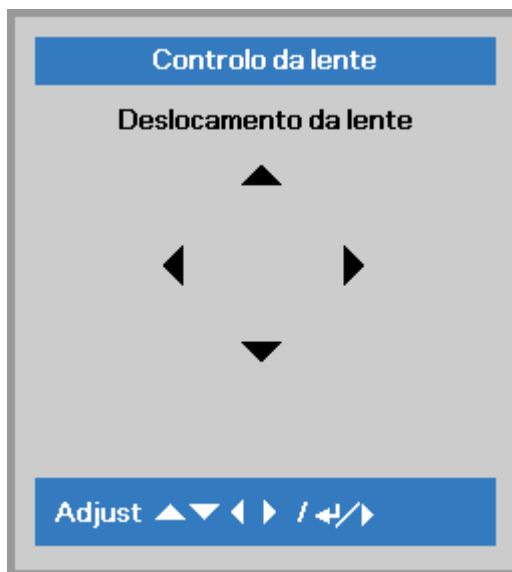 Controlo da lente
Deslocamento da lente
Adjust ▲▼◀ ▶ / ↵/▶